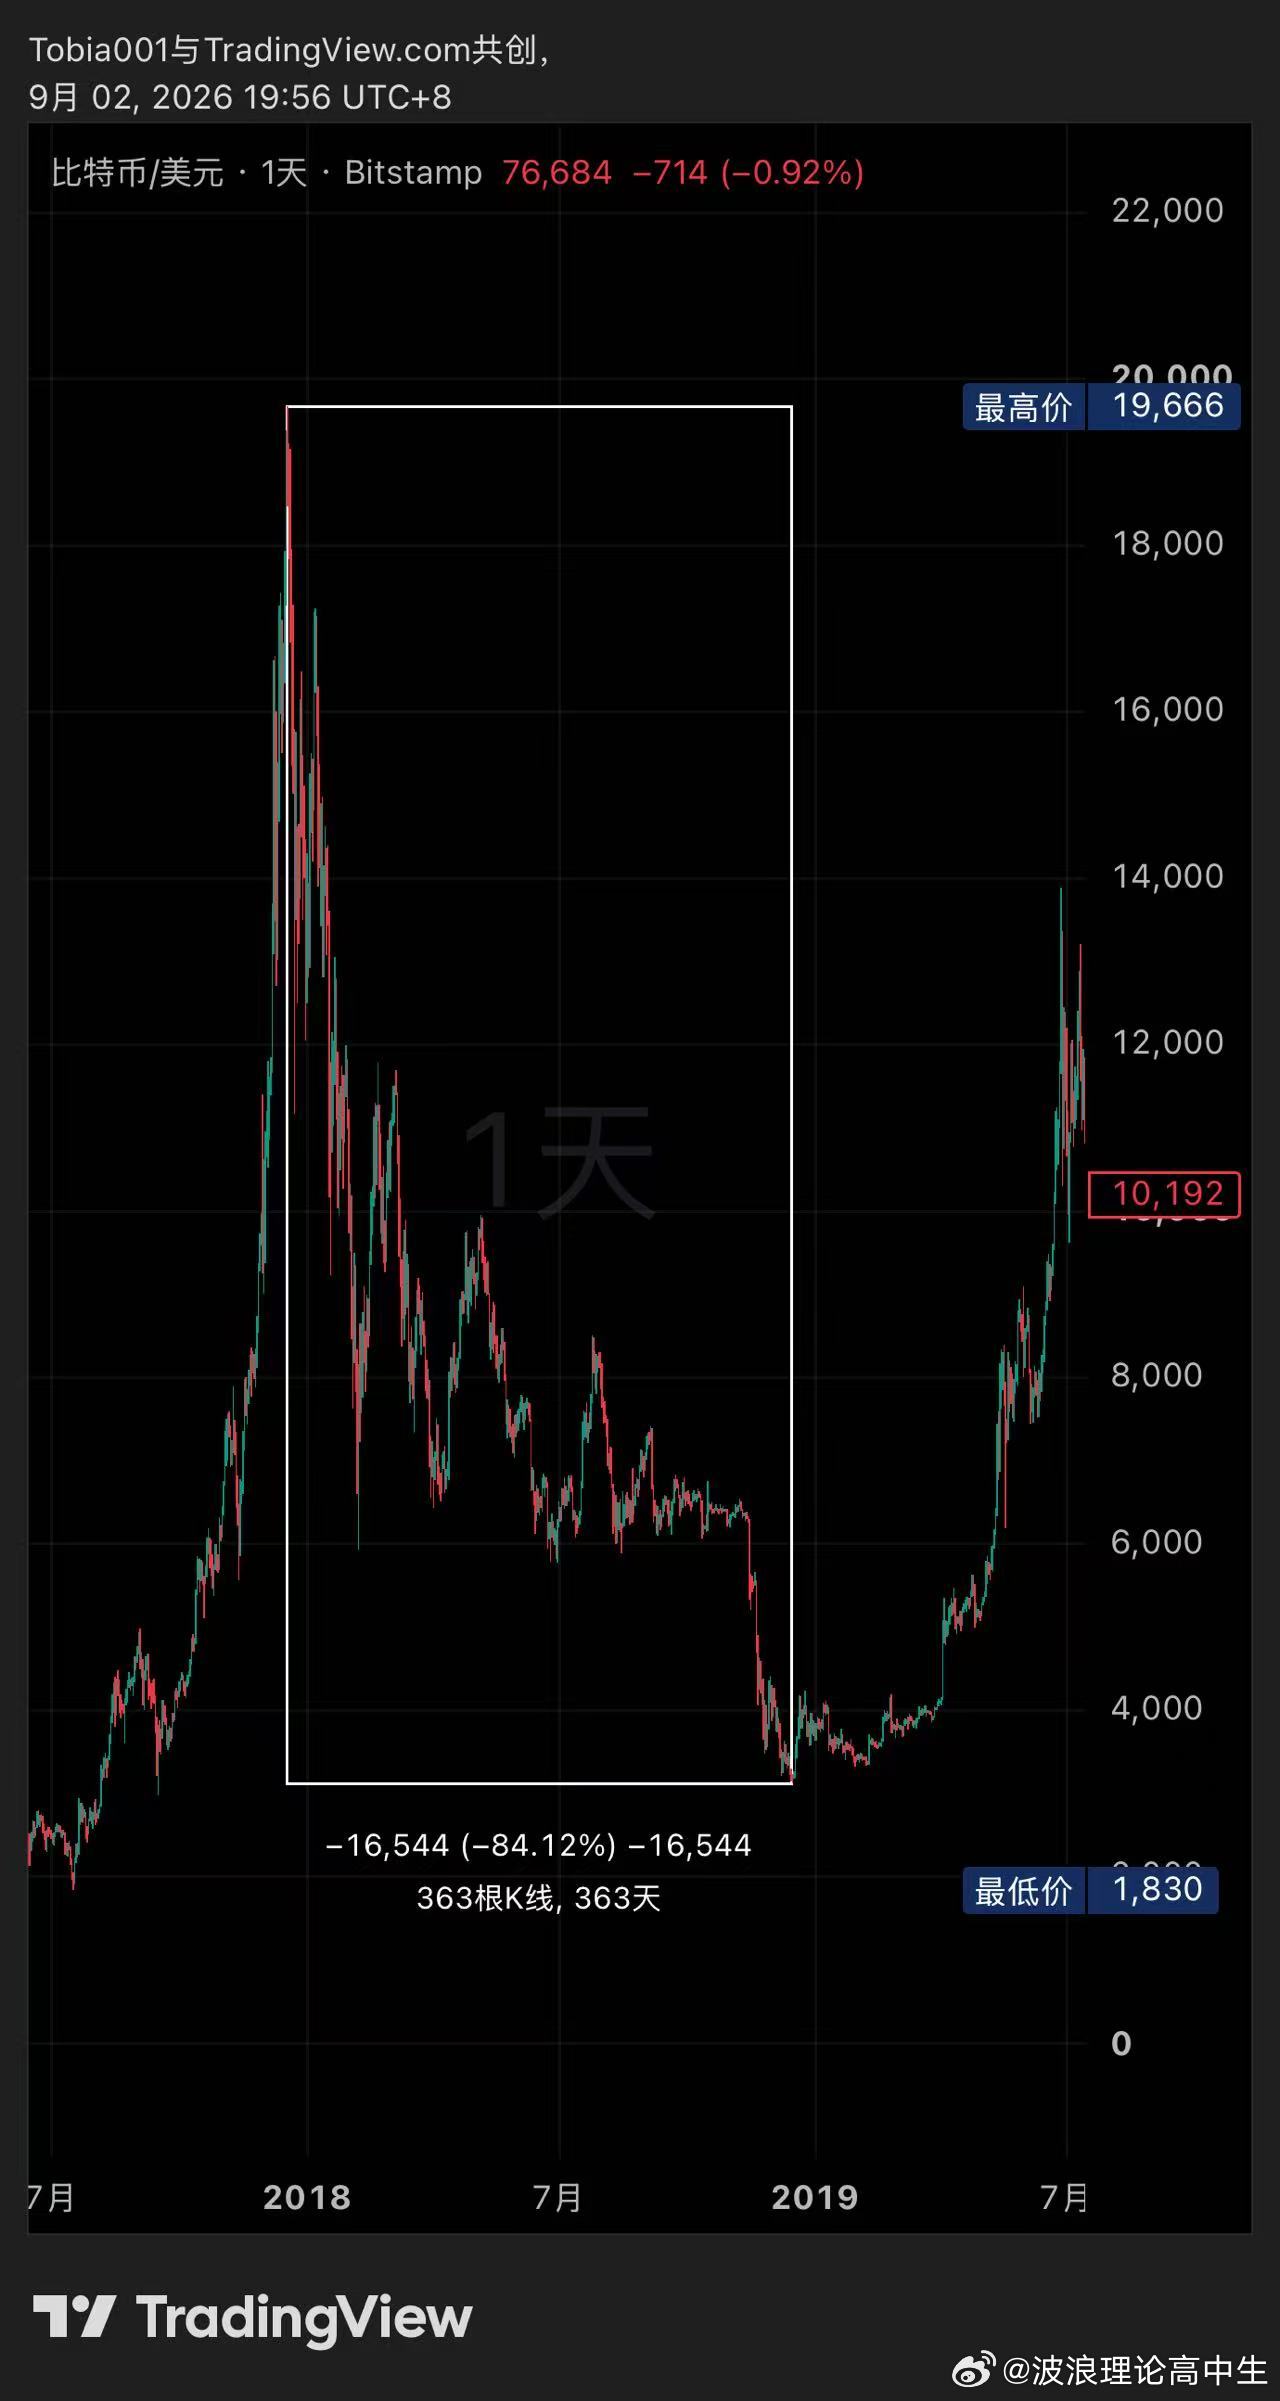 Tobia001与TradingView.com共创,
9月 02, 2026 19:56 UTC+8
比特币/美元 · 1天 · Bitstamp 76,684 −714 (−0.92%)
22,000
20,000
最高价 19,666
18,000
16,000
14,000
12,000
1天
10,192
8,000
6,000
4,000
−16,544 (−84.12%) −16,544
363根K线, 363天
最低价 1,830
0
7月 2018 7月 2019 7月
TradingView
@波浪理论高中生